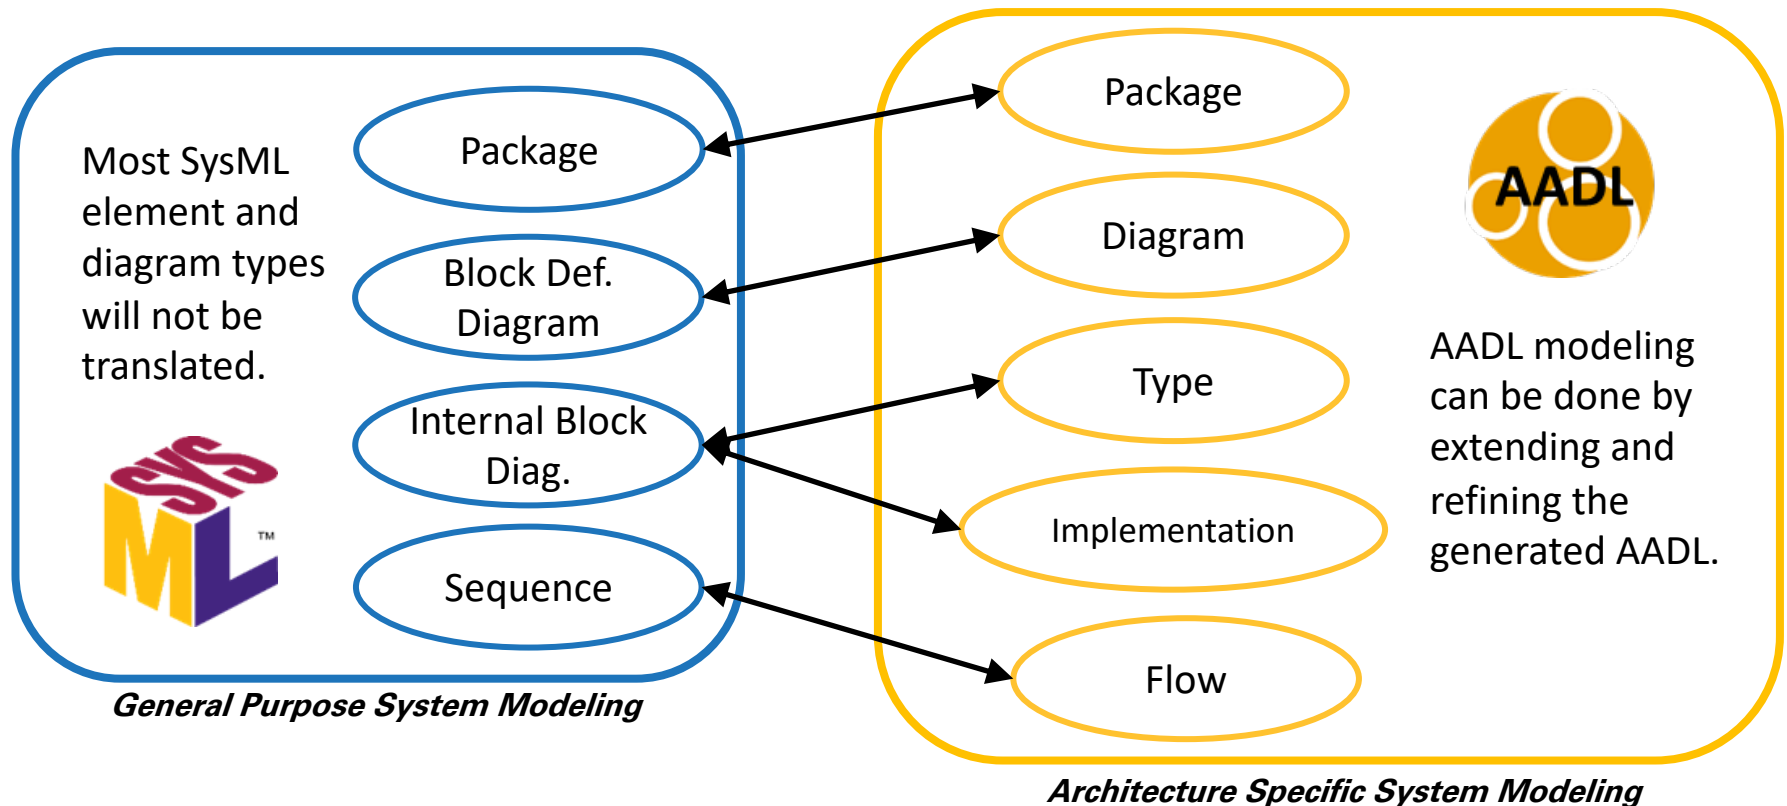 Most SysML
element and
diagram types
will not be
translated.
SYS
ML
TM
Package
Block Def.
Diagram
Internal Block
Diag.
Sequence
General Purpose System Modeling
Package
Diagram
Type
Implementation
Flow
AADL
AADL modeling
can be done by
extending and
refining the
generated AADL.
Architecture Specific System Modeling